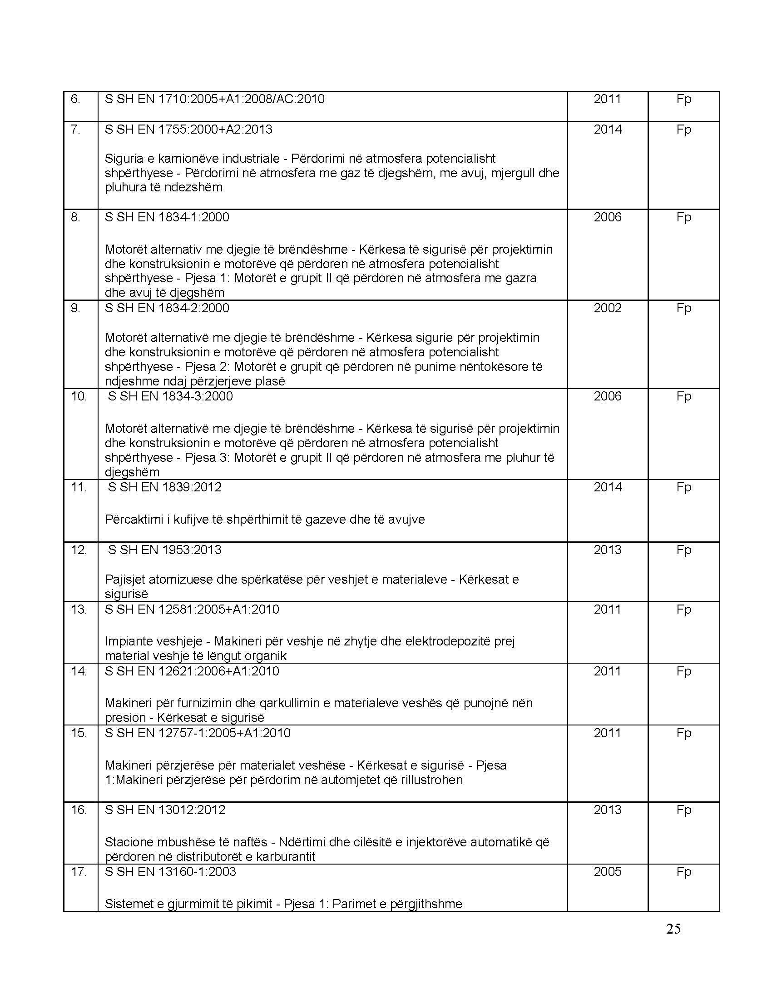 6. S SH EN 1710:2005+A1:2008/AC:2010 2011 Fp
7. S SH EN 1755:2000+A2:2013 2014 Fp
Siguria e kamionëve industriale - Përdorimi në atmosfera potencialisht
shpërthyese - Përdorimi në atmosfera me gaz të djegshëm, me avuj, mjergull dhe
pluhura të ndezshëm
8. S SH EN 1834-1:2000 2006 Fp
Motorët alternativ me djegie të brëndëshme - Kërkesa të sigurisë për projektimin
dhe konstruksionin e motorëve që përdoren në atmosfera potencialisht
shpërthyese - Pjesa 1: Motorët e grupit II që përdoren në atmosfera me gazra
dhe avuj të djegshëm
9. S SH EN 1834-2:2000 2002 Fp
Motorët alternativë me djegie të brëndëshme - Kërkesa sigurie për projektimin
dhe konstruksionin e motorëve që përdoren në atmosfera potencialisht
shpërthyese - Pjesa 2: Motorët e grupit që përdoren në punime nëntokësore të
ndjeshme ndaj përzjerjeve plasë
10. S SH EN 1834-3:2000 2006 Fp
Motorët alternativë me djegie të brëndëshme - Kërkesa të sigurisë për projektimin
dhe konstruksionin e motorëve që përdoren në atmosfera potencialisht
shpërthyese - Pjesa 3: Motorët e grupit II që përdoren në atmosfera me pluhur të
djegshëm
11. S SH EN 1839:2012 2014 Fp
Përcaktimi i kufijve të shpërthimit të gazeve dhe të avujve
12. S SH EN 1953:2013 2013 Fp
Pajisjet atomizuese dhe spërkatëse për veshjet e materialeve - Kërkesat e
sigurisë
13. S SH EN 12581:2005+A1:2010 2011 Fp
Impiante veshjeje - Makineri për veshje në zhytje dhe elektrodepozitë prej
material veshje të lëngut organik
14. S SH EN 12621:2006+A1:2010 2011 Fp
Makineri për furnizimin dhe qarkullimin e materialeve veshës që punojnë nën
presion - Kërkesat e sigurisë
15. S SH EN 12757-1:2005+A1:2010 2011 Fp
Makineri përzjerëse për materialet veshëse - Kërkesat e sigurisë - Pjesa
1:Makineri përzjerëse për përdorim në automjetet që rillustrohen
16. S SH EN 13012:2012 2013 Fp
Stacione mbushëse të naftës - Ndërtimi dhe cilësitë e injektorëve automatikë që
përdoren në distributorët e karburantit
17. S SH EN 13160-1:2003 2005 Fp
Sistemet e gjurmimit të pikimit - Pjesa 1: Parimet e përgjithshme
25